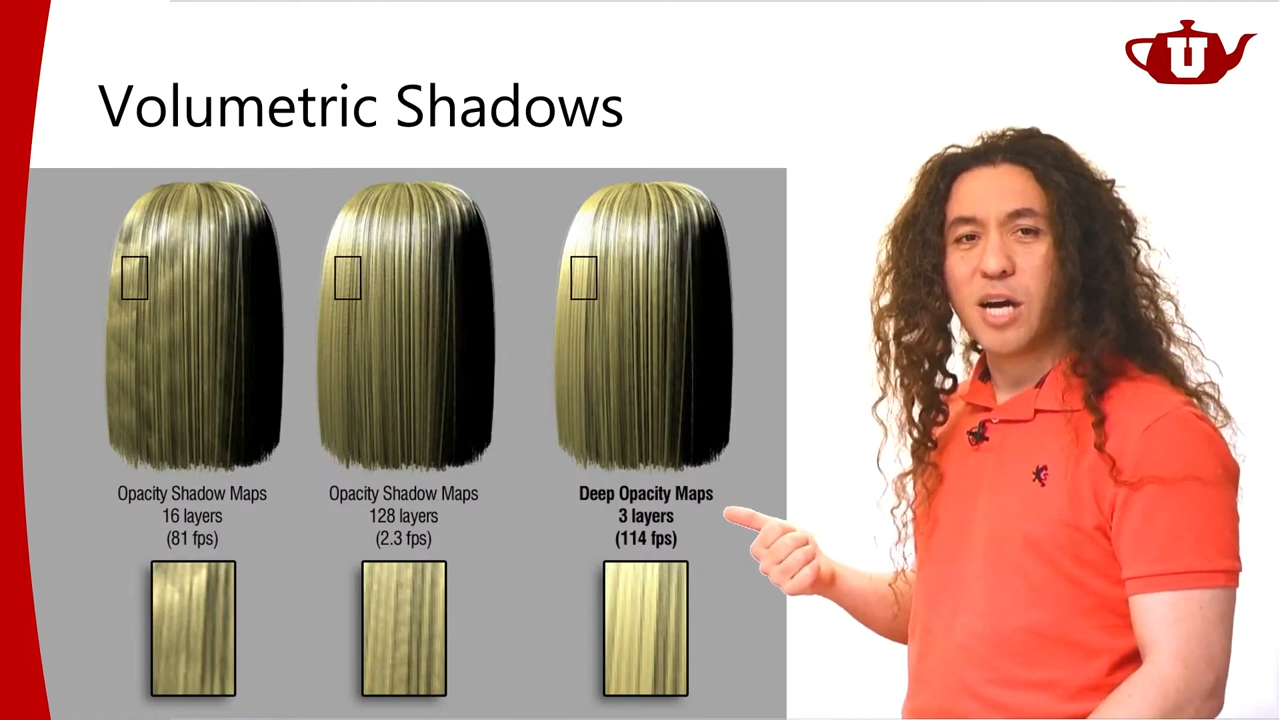 U
Volumetric Shadows
Opacity Shadow Maps
16 layers
(81 fps)
Opacity Shadow Maps
128 layers
(2.3 fps)
Deep Opacity Maps
3 layers
(114 fps)